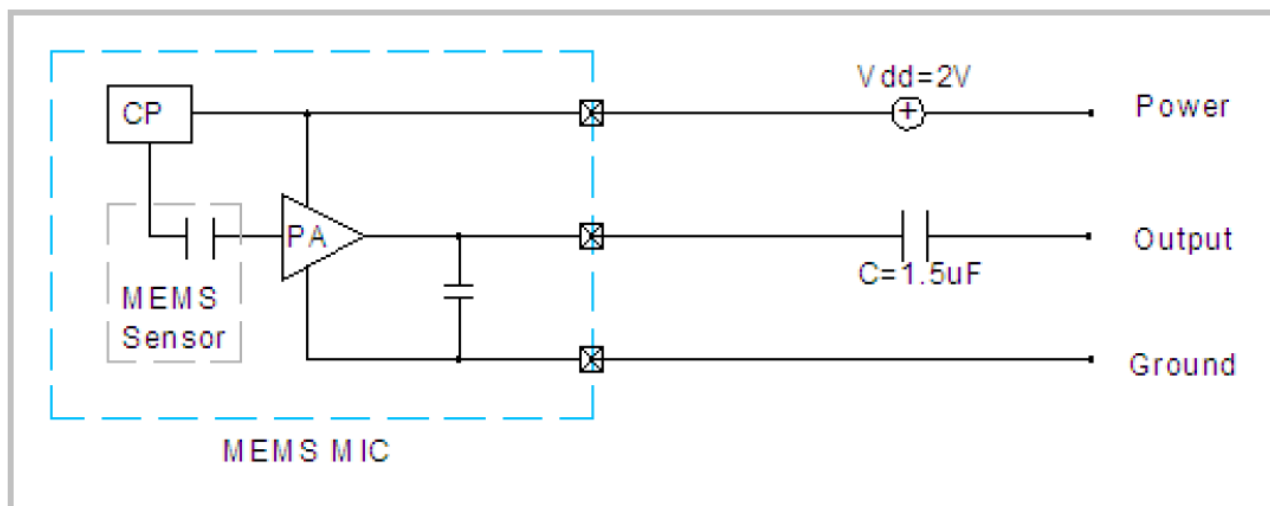 Vdd=2V
CP
Power
PA
Output
C=1.5uF
MEMS
Sensor
Ground
MEMS MIC